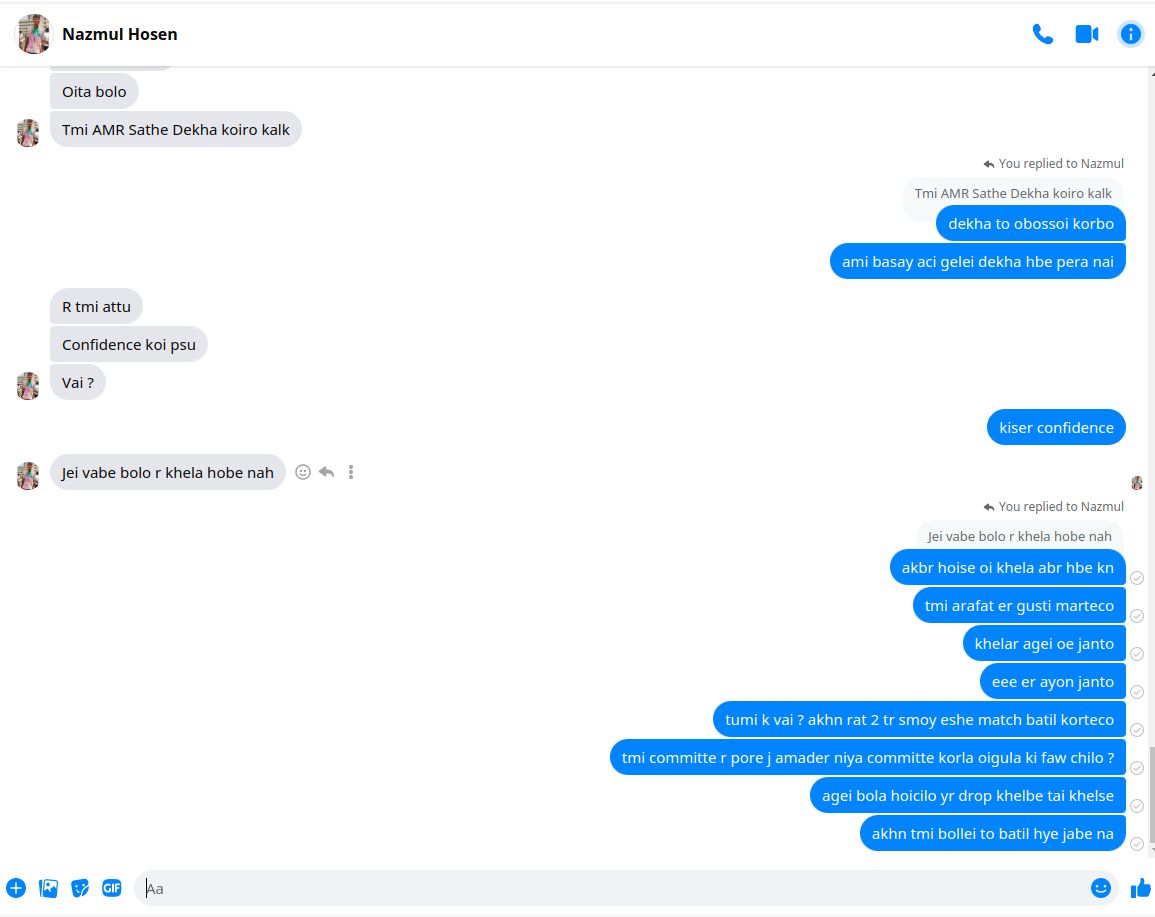 Nazmul Hosen
Oita bolo
Tmi AMR Sathe Dekha koiro kalk
You replied to Nazmul
Tmi AMR Sathe Dekha koiro kalk
dekha to obossoi korbo
ami basay aci gelei dekha hbe pera nai
R tmi attu
Confidence koi psu
Vai ?
kiser confidence
Jei vabe bolo r khela hobe nah
You replied to Nazmul
Jei vabe bolo r khela hobe nah
akbr hoise oi khela abr hbe kn
tmi arafat er gusti marteco
khelar agei oe janto
eee er ayon janto
tumi k vai ? akhn rat 2 tr smoy eshe match batil korteco
tmi committe r pore j amader niya committe korla oigula ki faw chilo ?
agei bola hoicilo yr drop khelbe tai khelse
akhn tmi bollei to batil hye jabe na
GIF
Aa